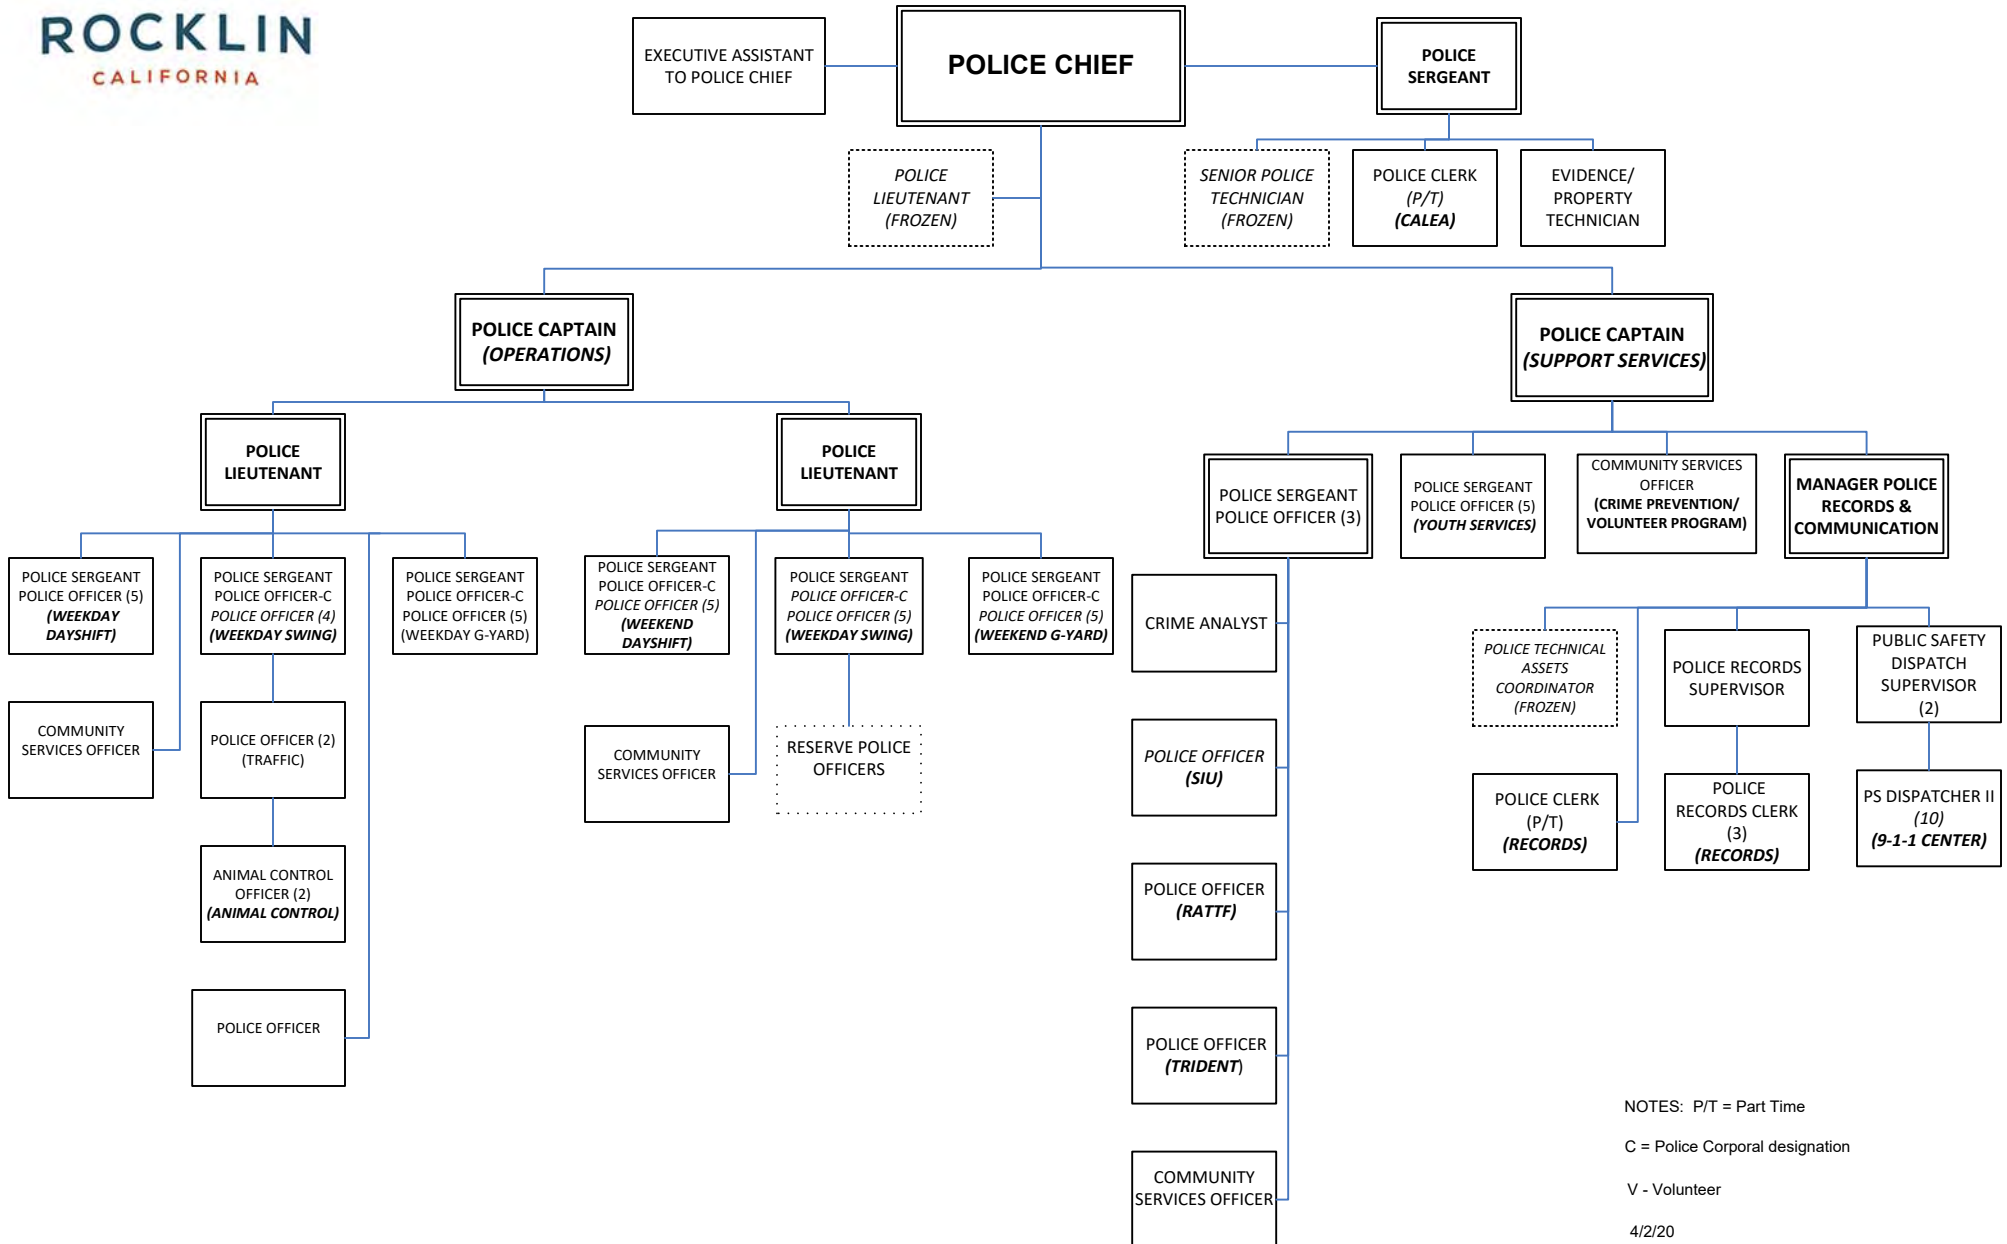 ROCKLIN
CALIFORNIA
EXECUTIVE ASSISTANT
TO POLICE CHIEF
POLICE CHIEF
POLICE
SERGEANT
POLICE
LIEUTENANT
(FROZEN)
SENIOR POLICE
TECHNICIAN
(FROZEN)
POLICE CLERK
(P/T)
(CALEA)
EVIDENCE/
PROPERTY
TECHNICIAN
POLICE CAPTAIN
(OPERATIONS)
POLICE CAPTAIN
(SUPPORT SERVICES)
POLICE
LIEUTENANT
POLICE
LIEUTENANT
POLICE SERGEANT
POLICE OFFICER (3)
POLICE SERGEANT
POLICE OFFICER (5)
(YOUTH SERVICES)
COMMUNITY SERVICES
OFFICER
(CRIME PREVENTION/
VOLUNTEER PROGRAM)
MANAGER POLICE
RECORDS &
COMMUNICATION
POLICE SERGEANT
POLICE OFFICER (5)
(WEEKDAY
DAYSHIFT)
POLICE SERGEANT
POLICE OFFICER-C
POLICE OFFICER (4)
(WEEKDAY SWING)
POLICE SERGEANT
POLICE OFFICER-C
POLICE OFFICER (5)
(WEEKDAY G-YARD)
POLICE SERGEANT
POLICE OFFICER-C
POLICE OFFICER (5)
(WEEKEND
DAYSHIFT)
POLICE SERGEANT
POLICE OFFICER-C
POLICE OFFICER (5)
(WEEKDAY SWING)
POLICE SERGEANT
POLICE OFFICER-C
POLICE OFFICER (5)
(WEEKEND G-YARD)
CRIME ANALYST
POLICE TECHNICAL
ASSETS
COORDINATOR
(FROZEN)
POLICE RECORDS
SUPERVISOR
PUBLIC SAFETY
DISPATCH
SUPERVISOR
(2)
COMMUNITY
SERVICES OFFICER
POLICE OFFICER (2)
(TRAFFIC)
COMMUNITY
SERVICES OFFICER
RESERVE POLICE
OFFICERS
POLICE OFFICER
(SIU)
POLICE CLERK
(P/T)
(RECORDS)
POLICE
RECORDS CLERK
(3)
(RECORDS)
PS DISPATCHER II
(10)
(9-1-1 CENTER)
ANIMAL CONTROL
OFFICER (2)
(ANIMAL CONTROL)
POLICE OFFICER
(RATTF)
POLICE OFFICER
POLICE OFFICER
(TRIDENT)
COMMUNITY
SERVICES OFFICER
NOTES: P/T = Part Time
C = Police Corporal designation
V - Volunteer
4/2/20